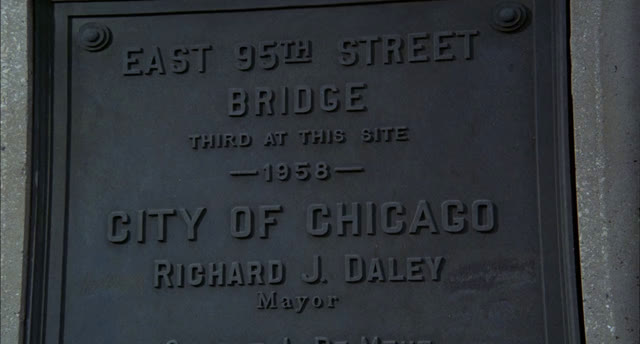 EAST 95TH STREET
BRIDGE
THIRD AT THIS SITE
—1958—
CITY OF CHICAGO
RICHARD J. DALEY
Mayor